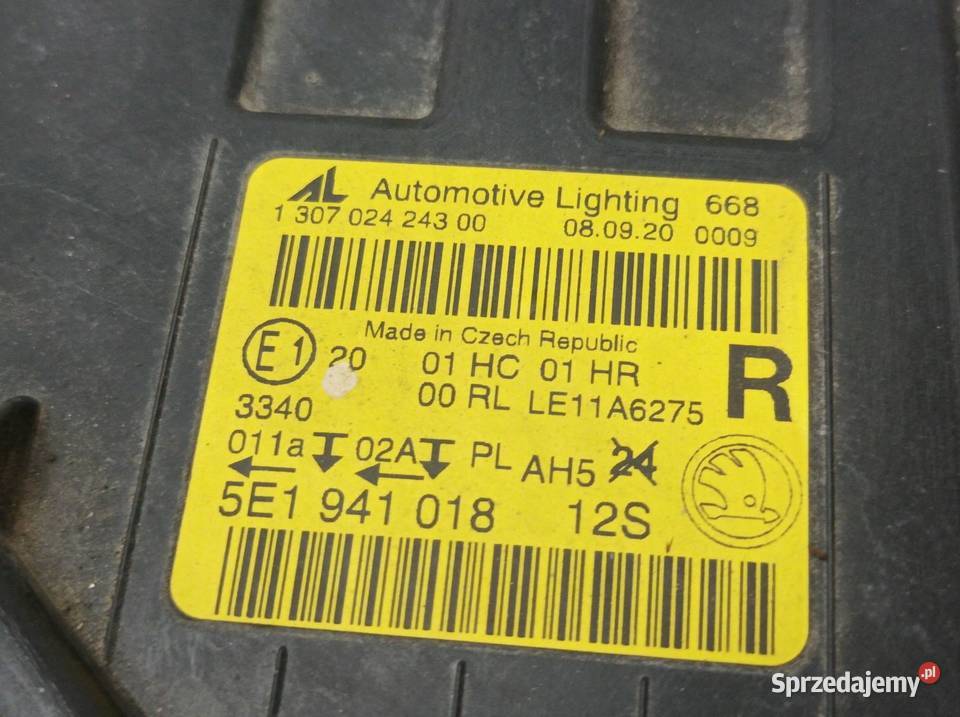 AL Automotive Lighting 668
1 307 024 243 00 08.09.20 0009
Made in Czech Republic
E1 20 01 HC 01 HR R
00 RL LE11A6275
3340
011a 02A PL AH5 24
5E1 941 018 12S
Sprzedajemy.pl